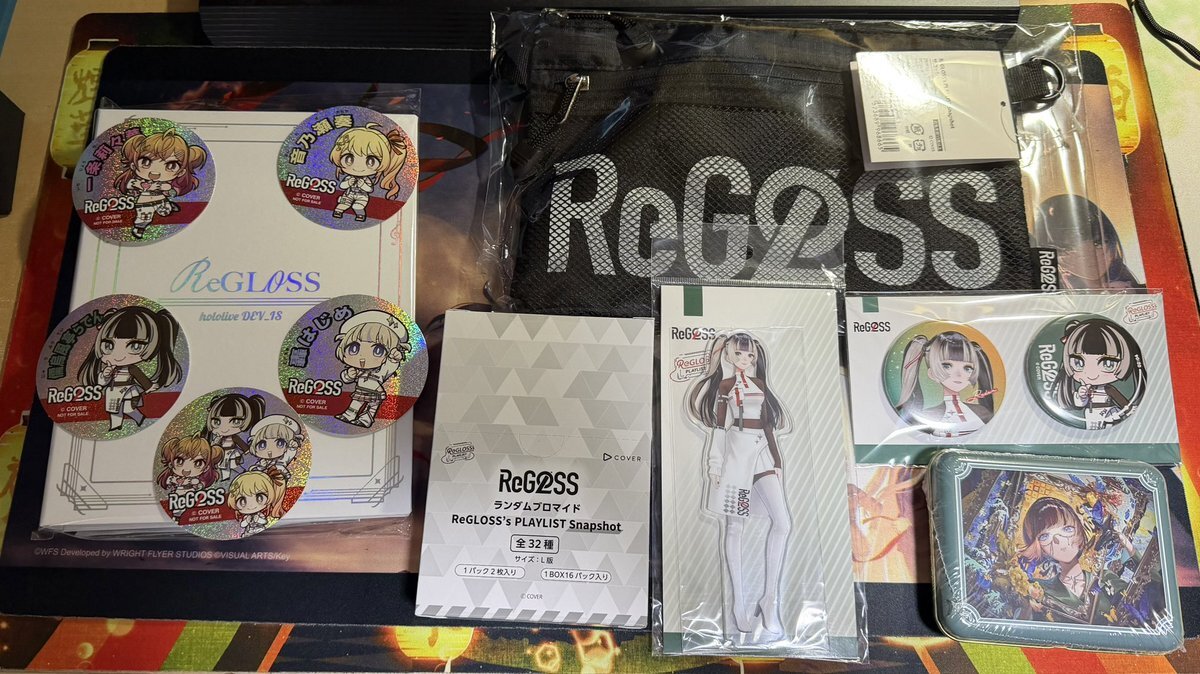 一条莉々華
ReGLOSS
© COVER
NOT FOR SALE
音乃瀬奏
ReGLOSS
© COVER
NOT FOR SALE
ReGLOSS
hololive DEV_IS
儒烏風亭らでん
ReGLOSS
© COVER
NOT FOR SALE
轟はじめ
ReGLOSS
© COVER
NOT FOR SALE
ReGLOSS
© COVER
NOT FOR SALE
©WFS Developed by WRIGHT FLYER STUDIOS ©VISUAL ARTS/Key
ReGLOSS
ReGLOSS
ReGLOSS
PLAYLIST
COVER
ReGLOSS
ランダムブロマイド
ReGLOSS's PLAYLIST Snapshot
全32種
サイズ：L版
1パック2枚入り
1BOX16パック入り
© COVER
ReGLOSS
ReGLOSS
PLAYLIST
ReGLOSS
ReGLOSS
ReGLOSS
PLAYLIST
ReGLOSS